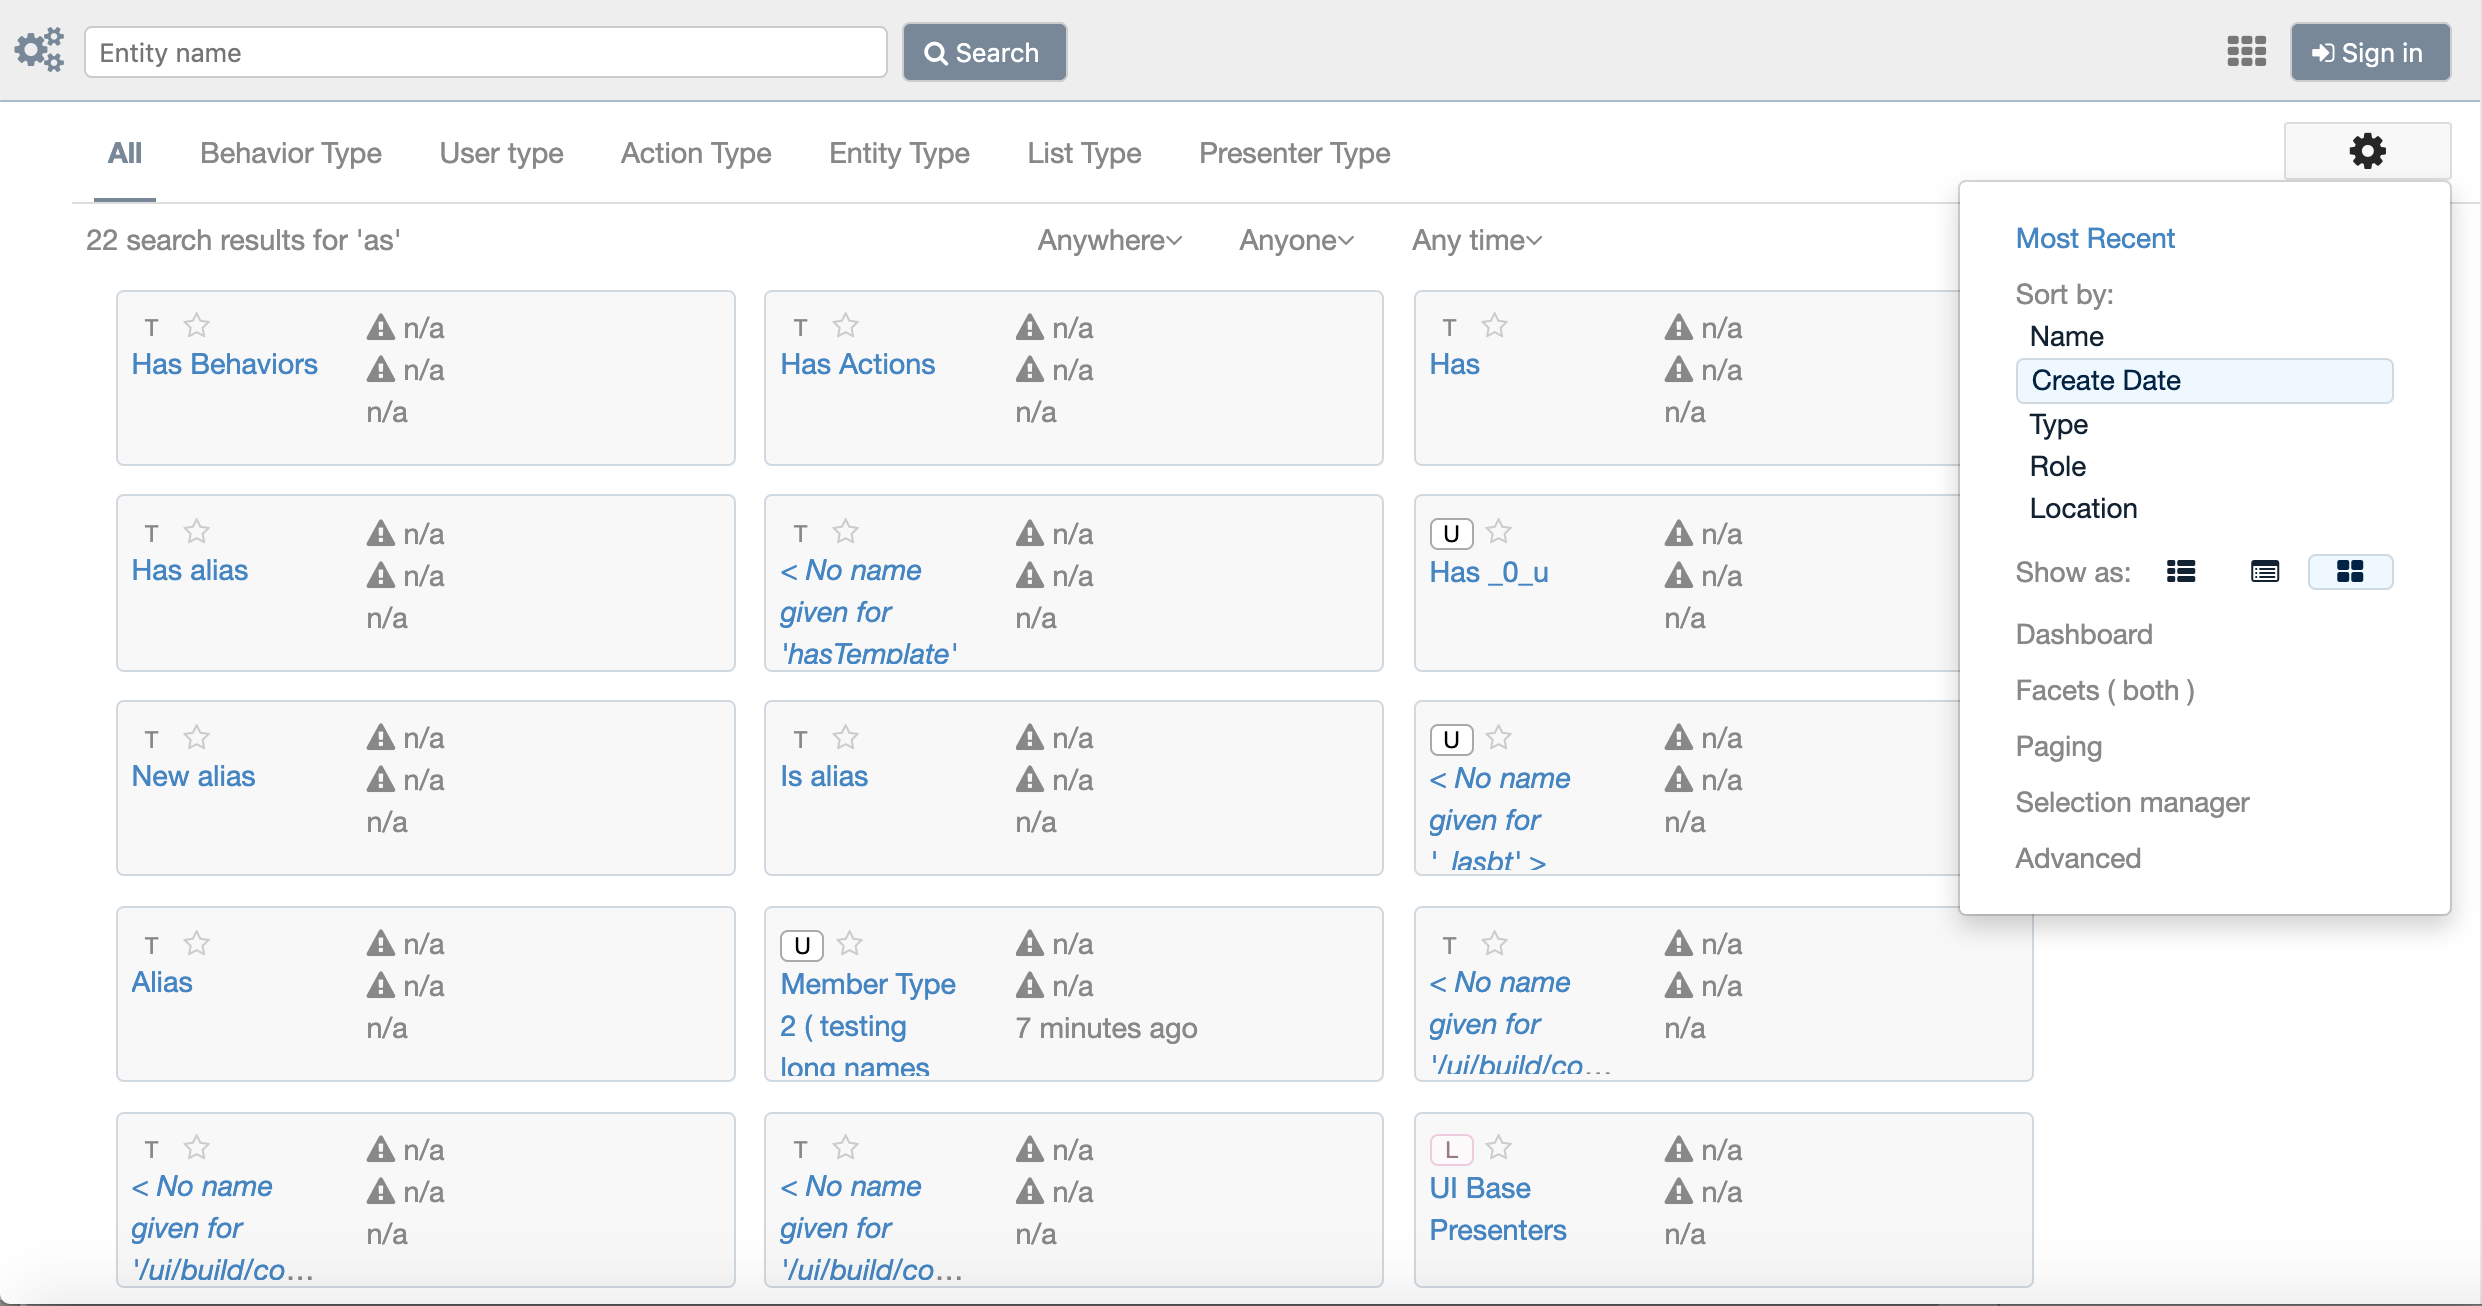 Entity name
Search
Sign in
All
Behavior Type
User type
Action Type
Entity Type
List Type
Presenter Type
22 search results for 'as'
Anywhere
Anyone
Any time
Most Recent
Sort by:
Name
Create Date
Type
Role
Location
Show as:
Dashboard
Facets ( both )
Paging
Selection manager
Advanced
T
Has Behaviors
n/a
n/a
n/a
T
Has Actions
n/a
n/a
n/a
T
Has
n/a
n/a
n/a
T
Has alias
n/a
n/a
n/a
T
< No name
given for
'hasTemplate'
n/a
n/a
n/a
U
Has _0_u
n/a
n/a
n/a
T
New alias
n/a
n/a
n/a
T
Is alias
n/a
n/a
n/a
U
< No name
given for
'_lasbt' >
n/a
n/a
n/a
T
Alias
n/a
n/a
n/a
U
Member Type
2 ( testing
long names
n/a
n/a
7 minutes ago
T
< No name
given for
'/ui/build/co...
n/a
n/a
n/a
T
< No name
given for
'/ui/build/co...
n/a
n/a
n/a
T
< No name
given for
'/ui/build/co...
n/a
n/a
n/a
L
UI Base
Presenters
n/a
n/a
n/a